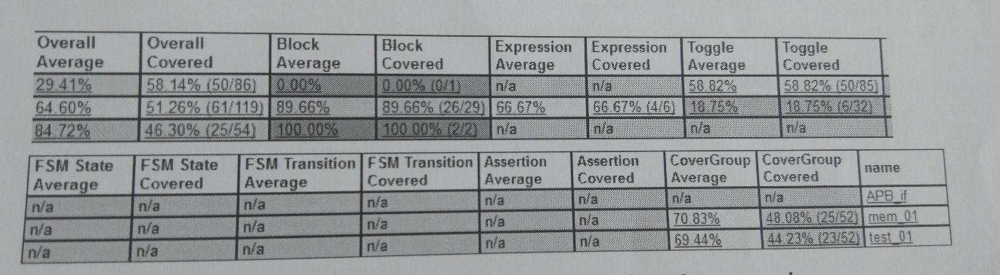 Overall Average | Overall Covered | Block Average | Block Covered | Expression Average | Expression Covered | Toggle Average | Toggle Covered
29.41% | 58.14% (50/86) | 0.00% | 0.00% (0/1) | n/a | n/a | 58.82% | 58.82% (50/85)
64.60% | 51.26% (61/119) | 89.66% | 89.66% (26/29) | 66.67% | 66.67% (4/6) | 18.75% | 18.75% (6/32)
84.72% | 46.30% (25/54) | 100.00% | 100.00% (2/2) | n/a | n/a | n/a | n/a
FSM State Average | FSM State Covered | FSM Transition Average | FSM Transition Covered | Assertion Average | Assertion Covered | CoverGroup Average | CoverGroup Covered | name
n/a | n/a | n/a | n/a | n/a | n/a | n/a | n/a | APB_if
n/a | n/a | n/a | n/a | n/a | n/a | 70.83% | 48.08% (25/52) | mem_01
n/a | n/a | n/a | n/a | n/a | n/a | 69.44% | 44.23% (23/52) | test_01